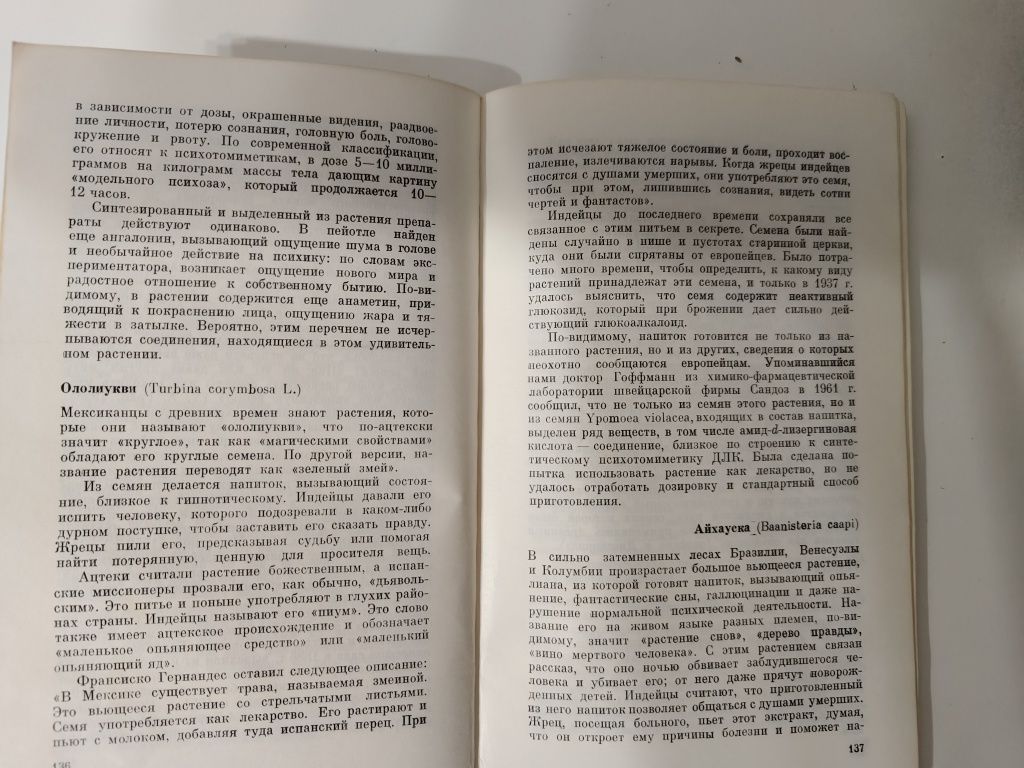 в зависимости от дозы, окрашенные видения, раздвое-
ние личности, потерю сознания, головную боль, голово-
кружение и рвоту. По современной классификации,
его относят к психотомиметикам, в дозе 5—10 милли-
граммов на килограмм массы тела дающим картину
«модельного психоза», который продолжается 10—
12 часов.
Синтезированный и выделенный из растения препа-
раты действуют одинаково. В пейотле найден
еще ангалонин, вызывающий ощущение шума в голове
и необычайное действие на психику: по словам экс-
периментатора, возникает ощущение нового мира и
радостное отношение к собственному бытию. По-ви-
димому, в растении содержится еще анаметин, при-
водящий к покраснению лица, ощущению жара и тя-
жести в затылке. Вероятно, этим перечнем не исчер-
пываются соединения, находящиеся в этом удивитель-
ном растении.
Ололиукви (Turbina corymbosa L.)
Мексиканцы с древних времен знают растения, кото-
рые они называют «ололиукви», что по-ацтекски
значит «круглое», так как «магическими свойствами»
обладают его круглые семена. По другой версии, на-
звание растения переводят как «зеленый змей».
Из семян делается напиток, вызывающий состоя-
ние, близкое к гипнотическому. Индейцы давали его
испить человеку, которого подозревали в каком-либо
дурном поступке, чтобы заставить его сказать правду.
Жрецы пили его, предсказывая судьбу или помогая
найти потерянную, ценную для просителя вещь.
Ацтеки считали растение божественным, а испан-
ские миссионеры прозвали его, как обычно, «дьяволь-
ским». Это питье и поныне употребляют в глухих райо-
нах страны. Индейцы называют его «пиум». Это слово
также имеет ацтекское происхождение и обозначает
«маленькое опьяняющее средство» или «маленький
опьяняющий яд».
Франсиско Гернандес оставил следующее описание:
«В Мексике существует трава, называемая змеиной.
Это вьющееся растение со стрельчатыми листьями.
Семя употребляется как лекарство. Его растирают и
пьют с молоком, добавляя туда испанский перец. При
136
этом исчезают тяжелое состояние и боли, проходит вос-
паление, излечиваются нарывы. Когда жрецы индейцев
сносятся с душами умерших, они употребляют это семя,
чтобы при этом, лишившись сознания, видеть сотни
чертей и фантастов».
Индейцы до последнего времени сохраняли все
связанное с этим питьем в секрете. Семена были най-
дены случайно в нише и пустотах старинной церкви,
куда они были спрятаны от европейцев. Было потра-
чено много времени, чтобы определить, к какому виду
растений принадлежат эти семена, и только в 1937 г.
удалось выяснить, что семя содержит неактивный
глюкозид, который при брожении дает сильно дей-
ствующий глюкоалкалоид.
По-видимому, напиток готовится не только из на-
званного растения, но и из других, сведения о которых
неохотно сообщаются европейцам. Упоминавшийся
нами доктор Гоффманн из химико-фармацевтической
лаборатории швейцарской фирмы Сандоз в 1961 г.
сообщил, что не только из семян этого растения, но и
из семян Ypomoea violacea, входящих в состав напитка,
выделен ряд веществ, в том числе амид-d-лизергиновая
кислота — соединение, близкое по строению к синте-
тическому психотомиметику ДЛК. Была сделана по-
пытка использовать растение как лекарство, но не
удалось отработать дозировку и стандартный способ
приготовления.
Айхауска (Baanisteria caapi)
В сильно затемненных лесах Бразилии, Венесуэлы
и Колумбии произрастает большое вьющееся растение,
лиана, из которой готовят напиток, вызывающий опья-
нение, фантастические сны, галлюцинации и даже на-
рушение нормальной психической деятельности. На-
звание его на живом языке разных племен, по-ви-
димому, значит «растение снов», «дерево правды»,
«вино мертвого человека». С этим растением связан
рассказ, что оно ночью обвивает заблудившегося че-
ловека и убивает его; от него даже прячут новорож-
денных детей. Индейцы считают, что приготовленный
из него напиток позволяет общаться с душами умерших.
Жрец, посещая больного, пьет этот экстракт, думая,
что он откроет ему причины болезни и поможет на-
137